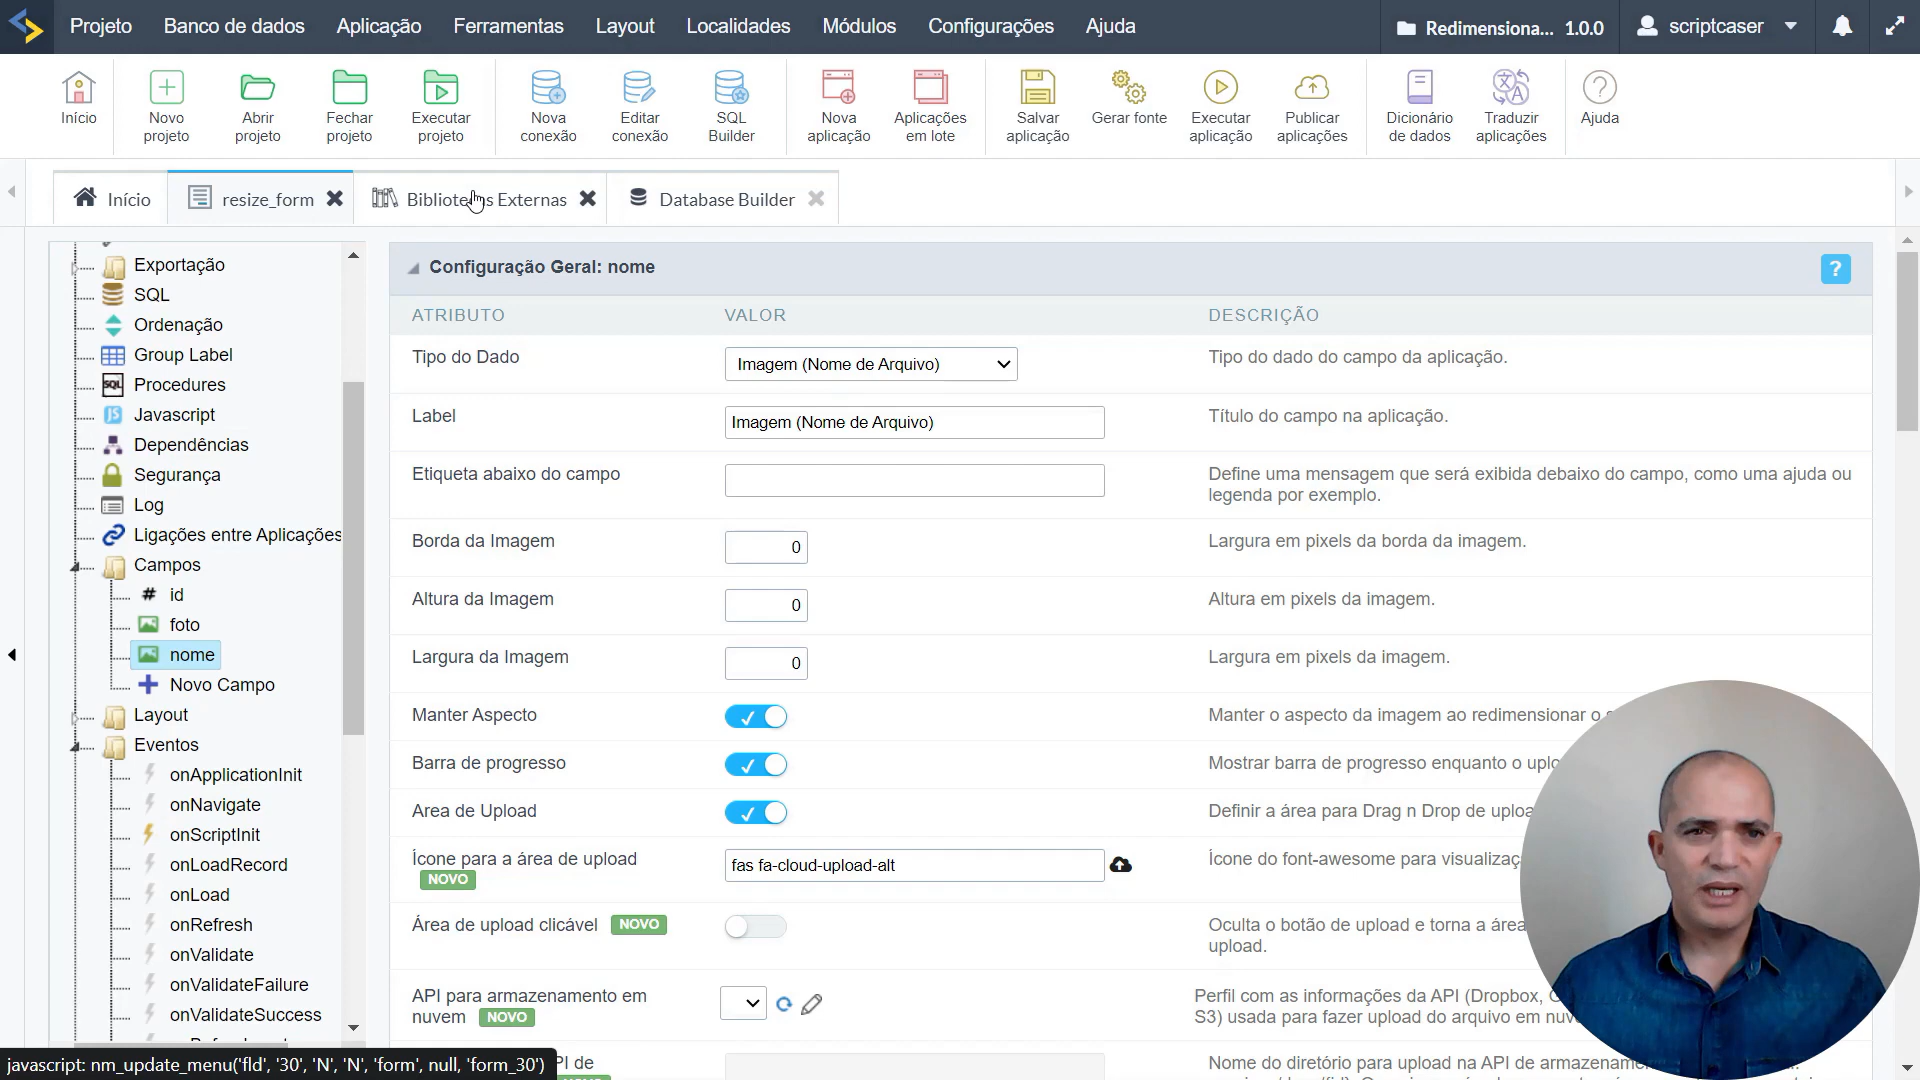 Projeto Banco de dados Aplicação Ferramentas Layout Localidades Módulos Configurações Ajuda Redimensiona... 1.0.0 scriptcaser
Início
Novo projeto
Abrir projeto
Fechar projeto
Executar projeto
Nova conexão
Editar conexão
SQL Builder
Nova aplicação
Aplicações em lote
Salvar aplicação
Gerar fonte
Executar aplicação
Publicar aplicações
Dicionário de dados
Traduzir aplicações
Ajuda
Início resize_form Bibliotecas Externas Database Builder
Exportação
SQL
Ordenação
Group Label
Procedures
Javascript
Dependências
Segurança
Log
Ligações entre Aplicações
Campos
id
foto
nome
Novo Campo
Layout
Eventos
onApplicationInit
onNavigate
onScriptInit
onLoadRecord
onLoad
onRefresh
onValidate
onValidateFailure
onValidateSuccess
Configuração Geral: nome ?
ATRIBUTO VALOR DESCRIÇÃO
Tipo do Dado Imagem (Nome de Arquivo) Tipo do dado do campo da aplicação.
Label Imagem (Nome de Arquivo) Título do campo na aplicação.
Etiqueta abaixo do campo Define uma mensagem que será exibida debaixo do campo, como uma ajuda ou
legenda por exemplo.
Borda da Imagem 0 Largura em pixels da borda da imagem.
Altura da Imagem 0 Altura em pixels da imagem.
Largura da Imagem 0 Largura em pixels da imagem.
Manter Aspecto Manter o aspecto da imagem ao redimensionar o
Barra de progresso Mostrar barra de progresso enquanto o uplo
Area de Upload Definir a área para Drag n Drop de uploa
Ícone para a área de upload fas fa-cloud-upload-alt Ícone do font-awesome para visualizaç
NOVO
Área de upload clicável NOVO Oculta o botão de upload e torna a área
upload.
API para armazenamento em Perfil com as informações da API (Dropbox,
nuvem NOVO S3) usada para fazer upload do arquivo em nuv
PI de Nome do diretório para upload na API de armazenam
javascript: nm_update_menu('fld', '30', 'N', 'N', 'form', null, 'form_30')